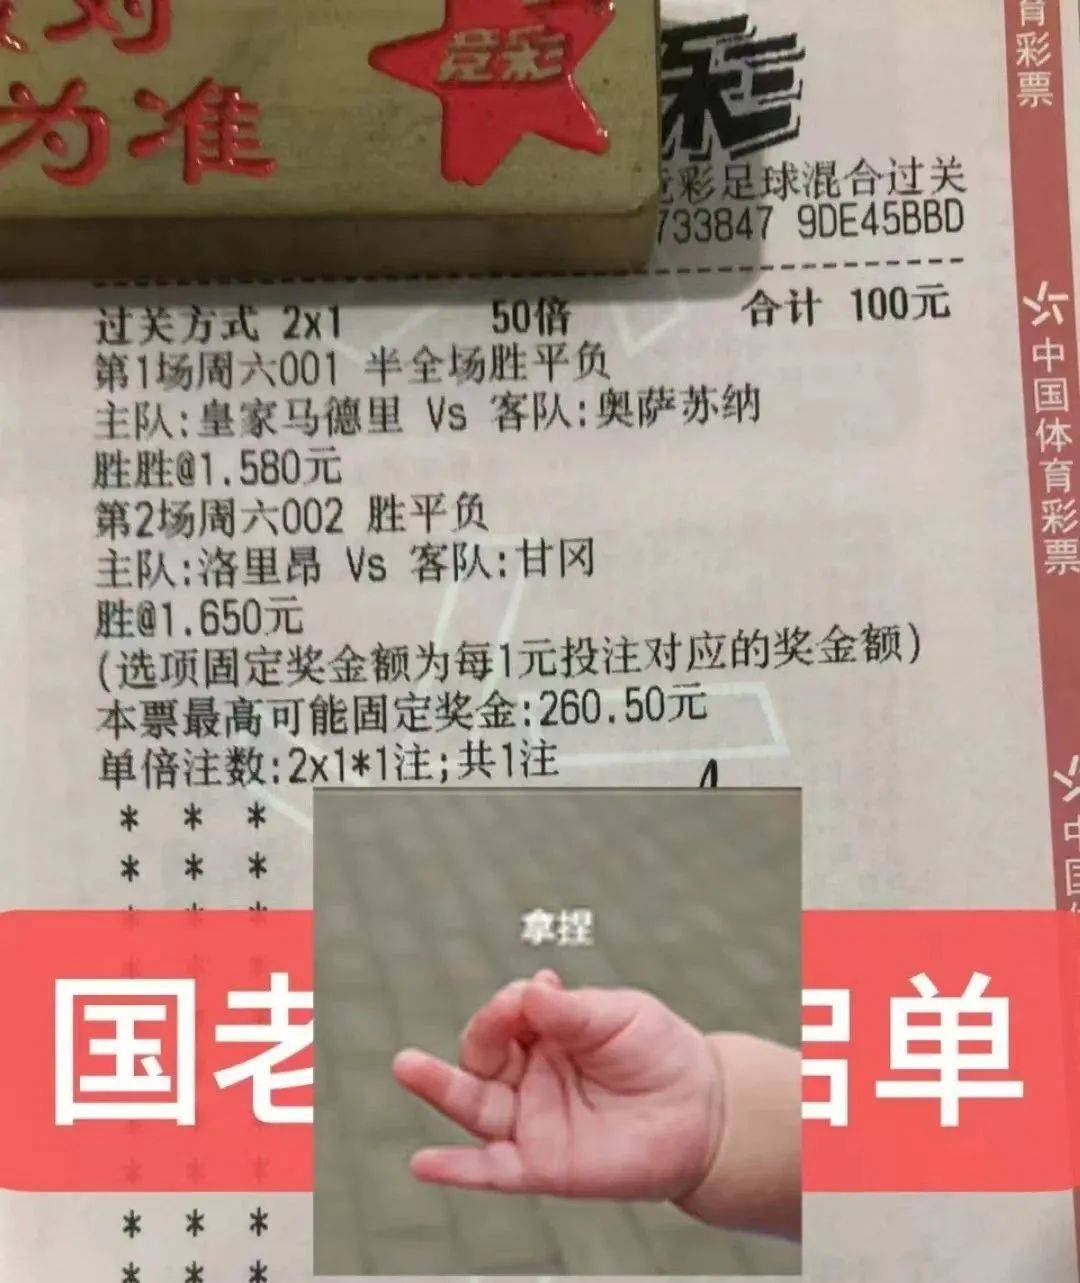 对
为准
竞彩
彩
彩足球混合过关
733847 9DE45BBD
过关方式 2x1 50倍 合计 100元
第1场周六001 半全场胜平负
主队:皇家马德里 Vs 客队:奥萨苏纳
胜胜@1.580元
第2场周六002 胜平负
主队:洛里昂 Vs 客队:甘冈
胜@1.650元
(选项固定奖金额为每1元投注对应的奖金额)
本票最高可能固定奖金:260.50元
单倍注数:2x1*1注;共1注
* * *
* * *
拿捏
国老
单
* * *
* * *
育彩票
中国体育彩票
中国